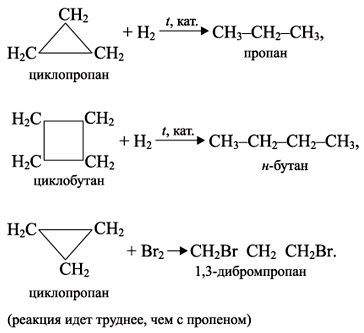 CH₂
H₂C CH₂ + H₂ t, кат. → CH₃–CH₂–CH₃,
циклопропан пропан
H₂C CH₂
+ H₂ t, кат. → CH₃–CH₂–CH₂–CH₃,
H₂C CH₂
циклобутан н-бутан
H₂C CH₂
+ Br₂ → CH₂Br CH₂ CH₂Br.
CH₂ 1,3-дибромпропан
циклопропан
(реакция идет труднее, чем с пропеном)